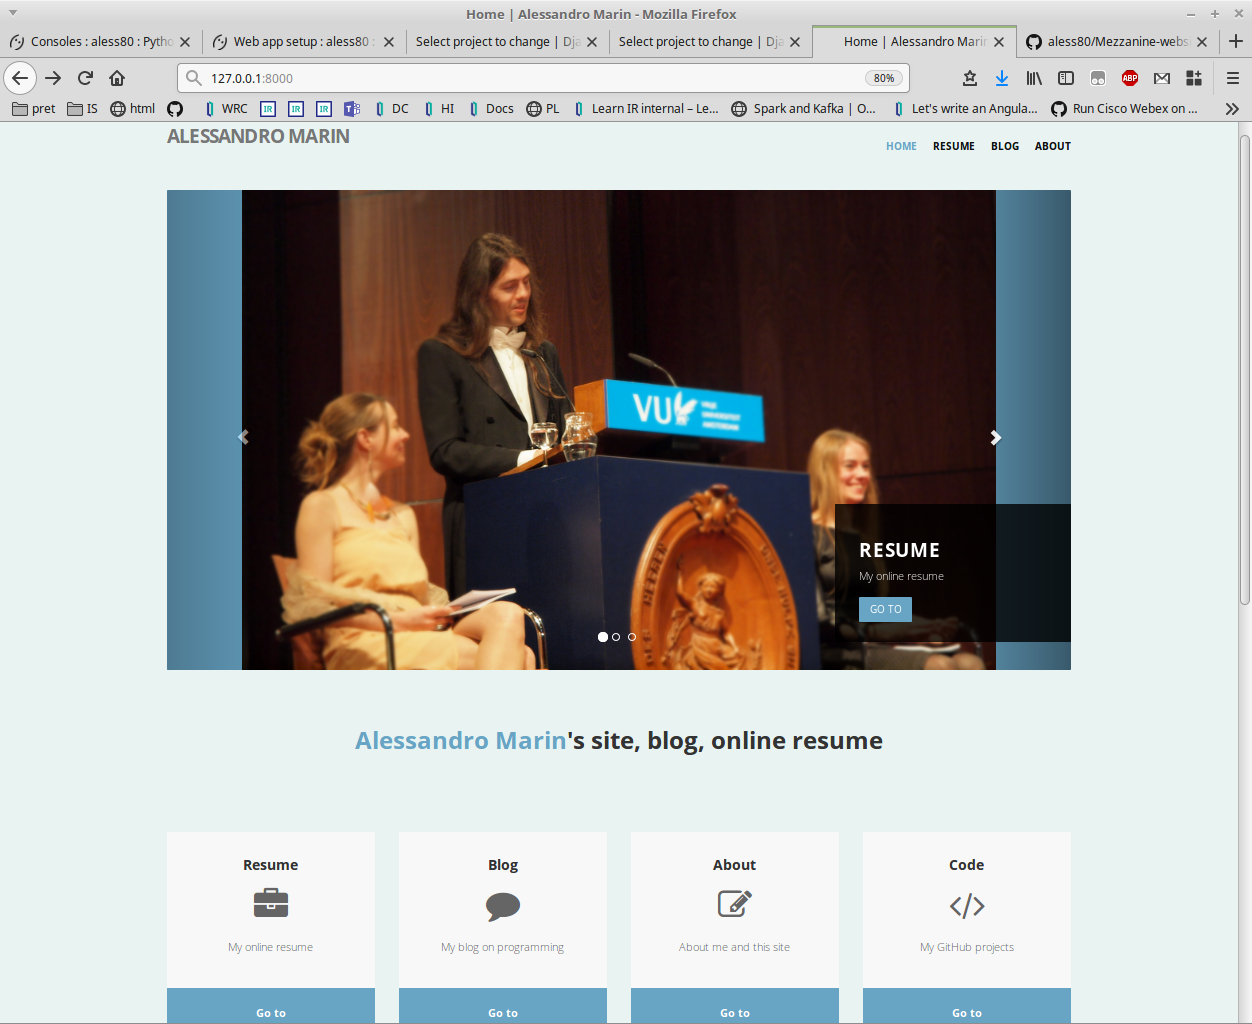 Home | Alessandro Marin - Mozilla Firefox
Consoles : aless80 : Pytho
Web app setup : aless80 :
Select project to change | Dja
Select project to change | Dja
Home | Alessandro Marin
aless80/Mezzanine-webs
127.0.0.1:8000
80%
ABP
pret
IS
html
WRC
IR
IR
IR
DC
HI
Docs
PL
Learn IR internal – Le...
Spark and Kafka | O...
Let's write an Angula...
Run Cisco Webex on ...
ALESSANDRO MARIN
HOME
RESUME
BLOG
ABOUT
VU
VRIJE
UNIVERSITEIT
AMSTERDAM
RESUME
My online resume
GO TO
Alessandro Marin's site, blog, online resume
Resume
Blog
About
Code
My online resume
My blog on programming
About me and this site
My GitHub projects
Go to
Go to
Go to
Go to